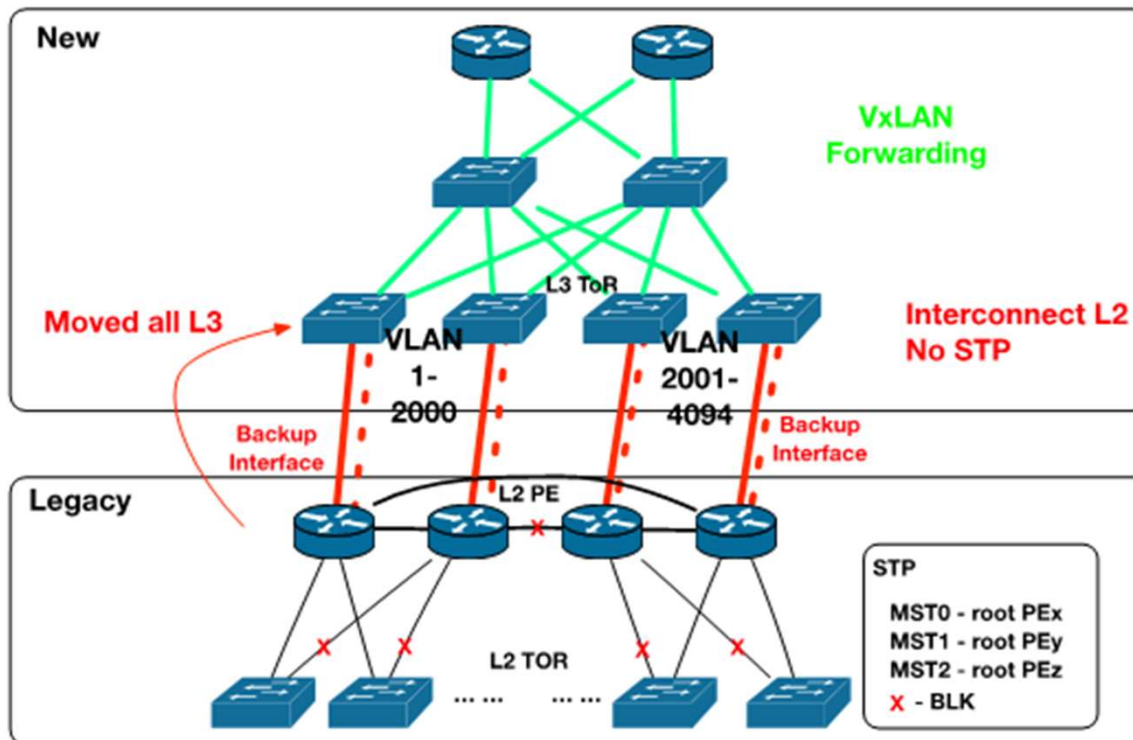 New
VxLAN
Forwarding
L3 ToR
Moved all L3
Interconnect L2
No STP
VLAN
1-
2000
VLAN
2001-
4094
Backup
Interface
Backup
Interface
Legacy
L2 PE
X
STP
MST0 - root PEx
MST1 - root PEy
MST2 - root PEz
X - BLK
X
X
L2 TOR
X
X
... ...
... ...